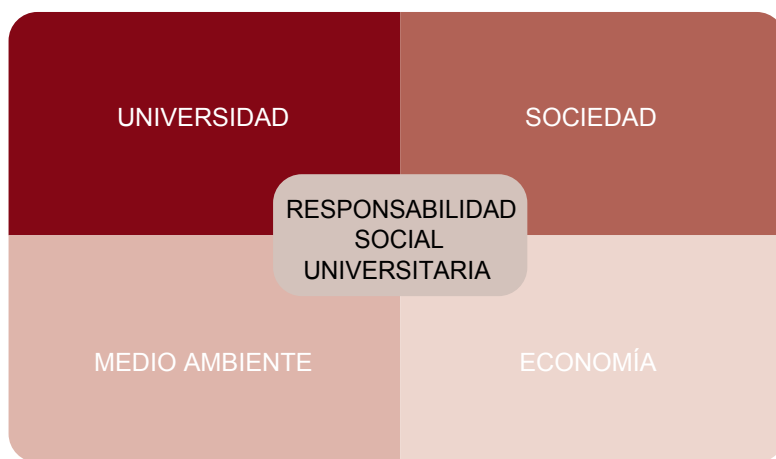 UNIVERSIDAD
SOCIEDAD
RESPONSABILIDAD
SOCIAL
UNIVERSITARIA
MEDIO AMBIENTE
ECONOMÍA